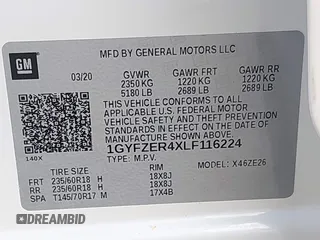 GM
MFD BY GENERAL MOTORS LLC
03/20 GVWR GAWR FRT GAWR RR
2350 KG 1220 KG 1220 KG
5180 LB 2689 LB 2689 LB
THIS VEHICLE CONFORMS TO ALL
APPLICABLE U.S. FEDERAL MOTOR
VEHICLE SAFETY AND THEFT
PREVENTION STANDARDS IN EFFECT
ON THE DATE OF MANUFACTURE
SHOWN ABOVE.
1GYFZER4XLF116224
140X TYPE: M.P.V. MODEL: X46ZE26
TIRE SIZE RIM
FRT 235/60R18 H 18X8J
RR 235/60R18 H 18X8J
SPA T145/70R17 M 17X4B
DREAMBID